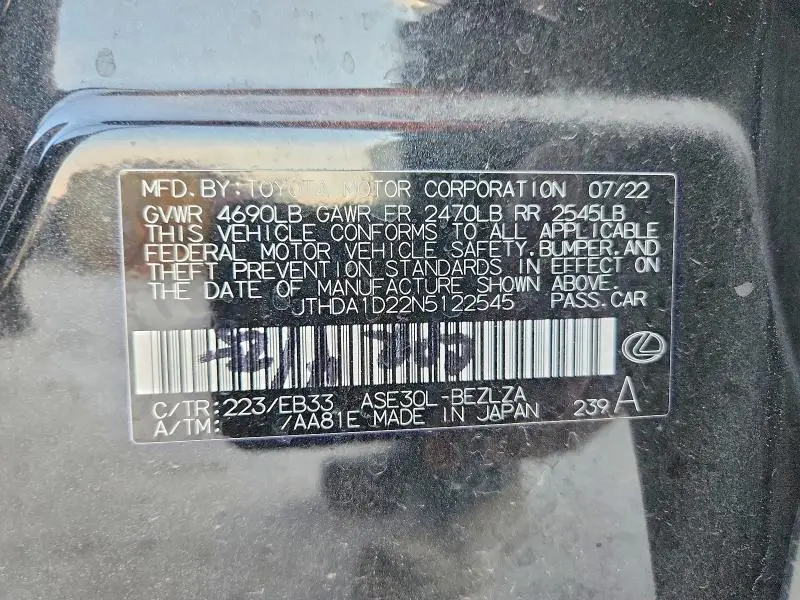 MFD. BY: TOYOTA MOTOR CORPORATION 07/22
GVWR 4690LB GAWR FR 2470LB RR 2545LB
THIS VEHICLE CONFORMS TO ALL APPLICABLE
FEDERAL MOTOR VEHICLE SAFETY, BUMPER, AND
THEFT PREVENTION STANDARDS IN EFFECT ON
THE DATE OF MANUFACTURE SHOWN ABOVE.
JTHDA1D22N5122545 PASS.CAR
C/TR: 223/EB33 ASE30L-BEZLZA
A/TM: /AA81E MADE IN JAPAN 239 A